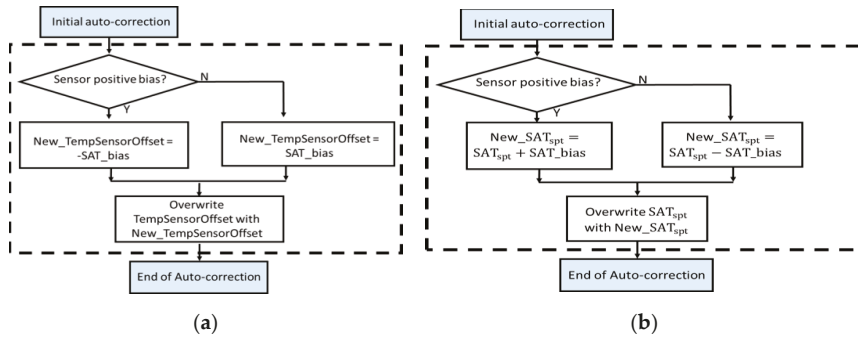 Initial auto-correction
Sensor positive bias?
N
Y
New_TempSensorOffset =
-SAT_bias
New_TempSensorOffset =
SAT_bias
Overwrite
TempSensorOffset with
New_TempSensorOffset
End of Auto-correction
(a)
Initial auto-correction
Sensor positive bias?
N
Y
New_SATspt =
SATspt + SAT_bias
New_SATspt =
SATspt − SAT_bias
Overwrite SATspt
with New_SATspt
End of Auto-correction
(b)